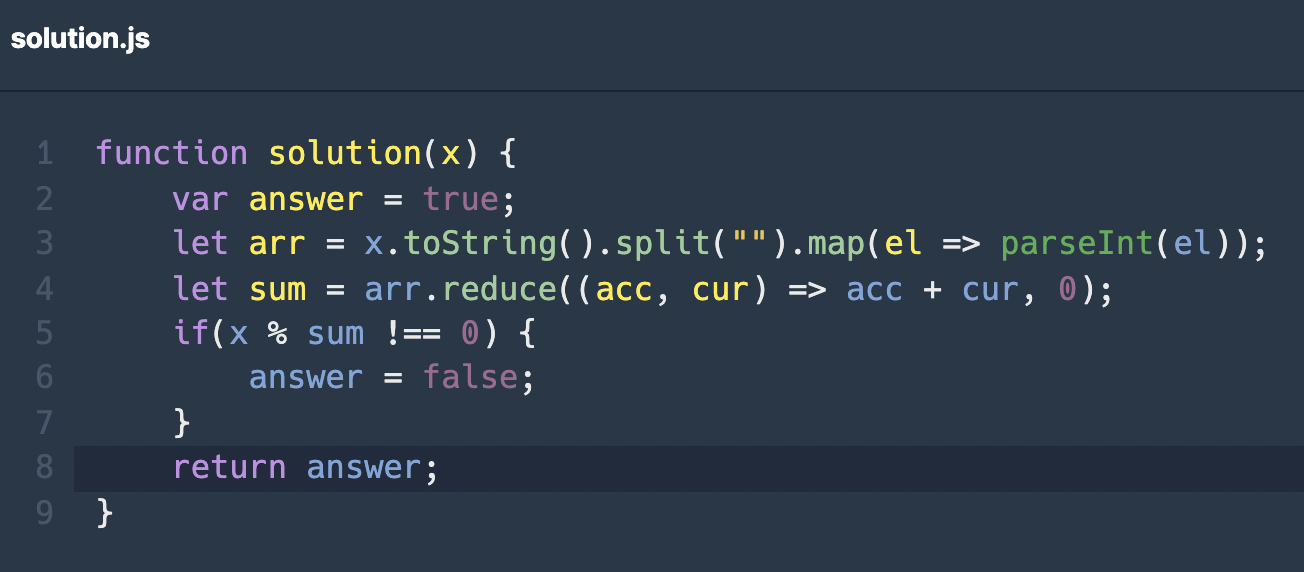 solution.js
1 function solution(x) {
2     var answer = true;
3     let arr = x.toString().split("").map(el => parseInt(el));
4     let sum = arr.reduce((acc, cur) => acc + cur, 0);
5     if(x % sum !== 0) {
6         answer = false;
7     }
8     return answer;
9 }